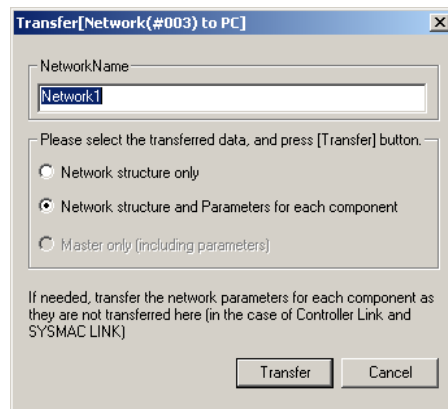 Transfer[Network(#003) to PC]
NetworkName
Network1
Please select the transferred data, and press [Transfer] button.
Network structure only
Network structure and Parameters for each component
Master only (including parameters)
If needed, transfer the network parameters for each component as
they are not transferred here (in the case of Controller Link and
SYSMAC LINK)
Transfer Cancel